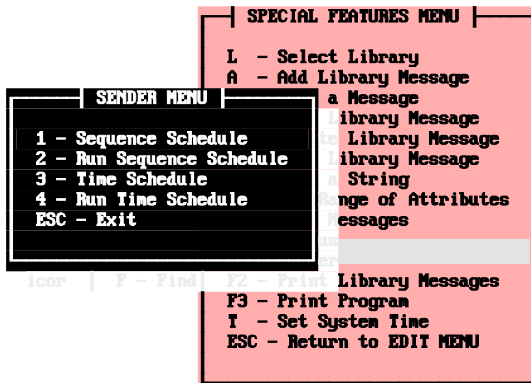 SPECIAL FEATURES MENU
L - Select Library
A - Add Library Message
a Message
Library Message
Library Message
Library Message
a String
Range of Attributes
Messages
SENDER MENU
1 - Sequence Schedule
2 - Run Sequence Schedule
3 - Time Schedule
4 - Run Time Schedule
ESC - Exit
icor | F - Find
F2 - Print Library Messages
F3 - Print Program
T - Set System Time
ESC - Return to EDIT MENU